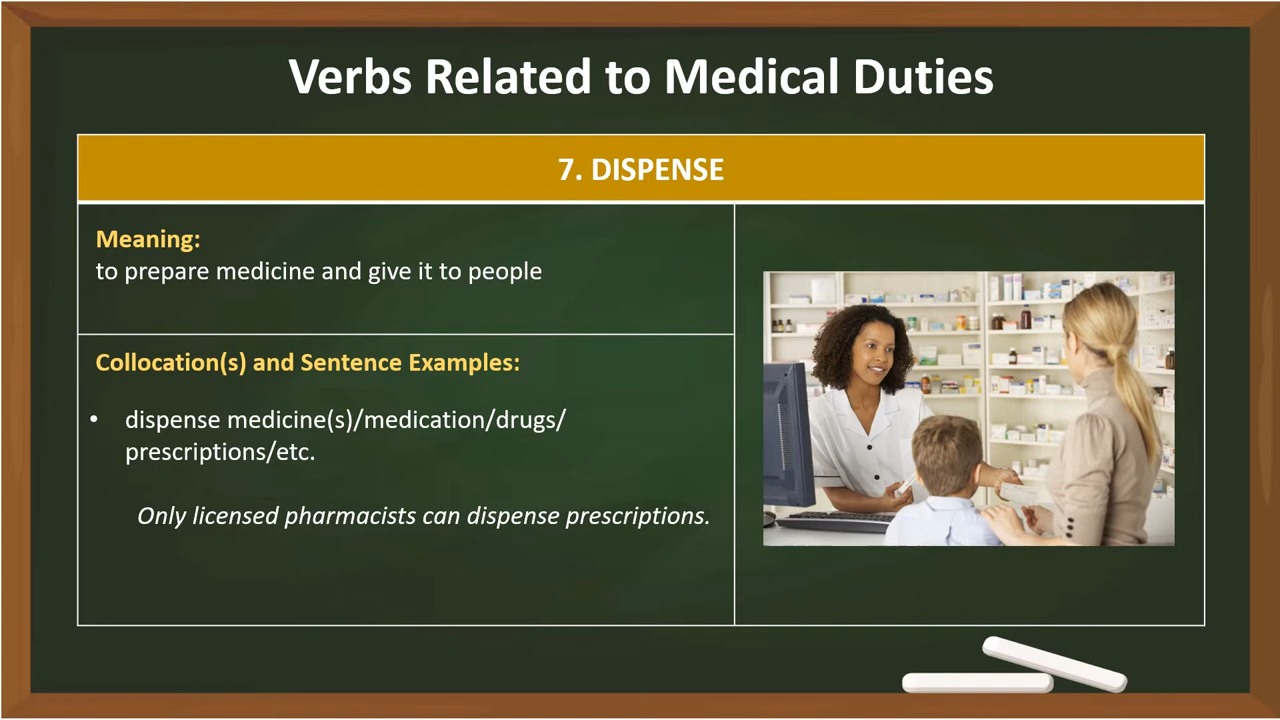 Verbs Related to Medical Duties
7. DISPENSE
Meaning:
to prepare medicine and give it to people
Collocation(s) and Sentence Examples:
• dispense medicine(s)/medication/drugs/
prescriptions/etc.
Only licensed pharmacists can dispense prescriptions.